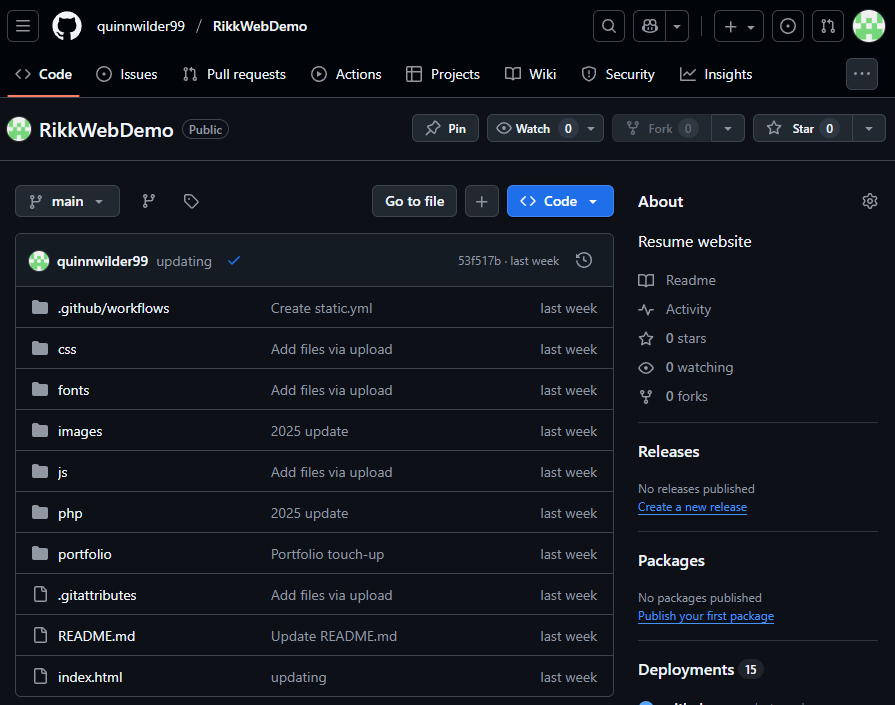 quinnwilder99 / RikkWebDemo
Code Issues Pull requests Actions Projects Wiki Security Insights
RikkWebDemo Public Pin Watch 0 Fork 0 Star 0
main Go to file Code
quinnwilder99 updating 53f517b · last week
.github/workflows Create static.yml last week
css Add files via upload last week
fonts Add files via upload last week
images 2025 update last week
js Add files via upload last week
php 2025 update last week
portfolio Portfolio touch-up last week
.gitattributes Add files via upload last week
README.md Update README.md last week
index.html updating last week
About
Resume website
Readme
Activity
0 stars
0 watching
0 forks
Releases
No releases published
Create a new release
Packages
No packages published
Publish your first package
Deployments 15